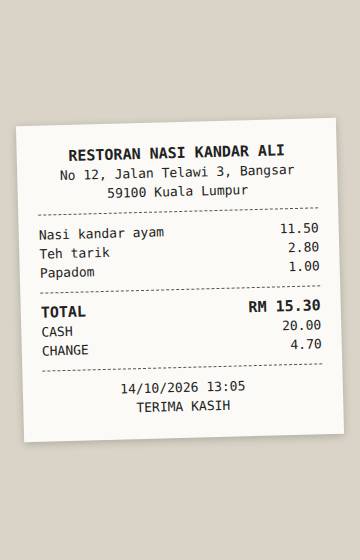 RESTORAN NASI KANDAR ALI
No 12, Jalan Telawi 3, Bangsar
59100 Kuala Lumpur
Nasi kandar ayam 11.50
Teh tarik 2.80
Papadom 1.00
TOTAL RM 15.30
CASH 20.00
CHANGE 4.70
14/10/2026 13:05
TERIMA KASIH